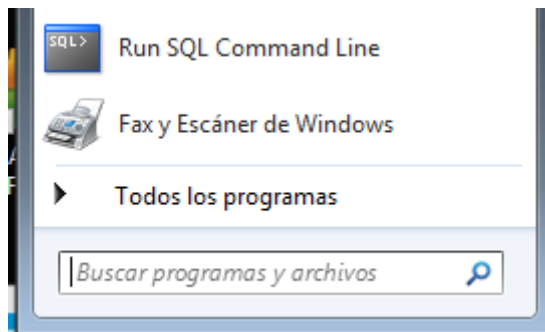 SQL>
Run SQL Command Line
Fax y Escáner de Windows
Todos los programas
Buscar programas y archivos